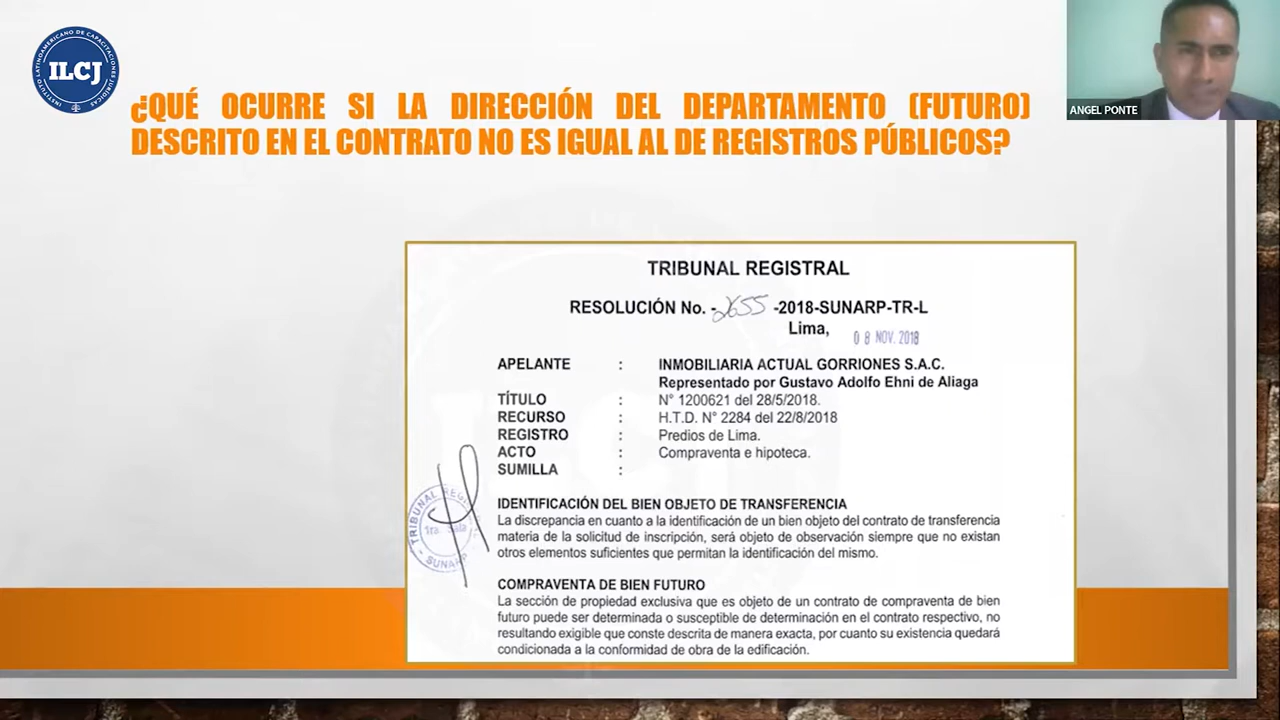 INSTITUTO LATINOAMERICANO DE CAPACITACIONES JURÍDICAS
ILCJ
¿QUÉ OCURRE SI LA DIRECCIÓN DEL DEPARTAMENTO (FUTURO)
DESCRITO EN EL CONTRATO NO ES IGUAL AL DE REGISTROS PÚBLICOS?
ANGEL PONTE
TRIBUNAL REGISTRAL
RESOLUCIÓN No. -2655 -2018-SUNARP-TR-L
Lima, 08 NOV. 2018
APELANTE : INMOBILIARIA ACTUAL GORRIONES S.A.C.
Representado por Gustavo Adolfo Ehni de Aliaga
TÍTULO : N° 1200621 del 28/5/2018.
RECURSO : H.T.D. N° 2284 del 22/8/2018
REGISTRO : Predios de Lima.
ACTO : Compraventa e hipoteca.
SUMILLA :
IDENTIFICACIÓN DEL BIEN OBJETO DE TRANSFERENCIA
La discrepancia en cuanto a la identificación de un bien objeto del contrato de transferencia
materia de la solicitud de inscripción, será objeto de observación siempre que no existan
otros elementos suficientes que permitan la identificación del mismo.
TRIBUNAL
1ra. Sala
SUNARP
COMPRAVENTA DE BIEN FUTURO
La sección de propiedad exclusiva que es objeto de un contrato de compraventa de bien
futuro puede ser determinada o susceptible de determinación en el contrato respectivo, no
resultando exigible que conste descrita de manera exacta, por cuanto su existencia quedará
condicionada a la conformidad de obra de la edificación.